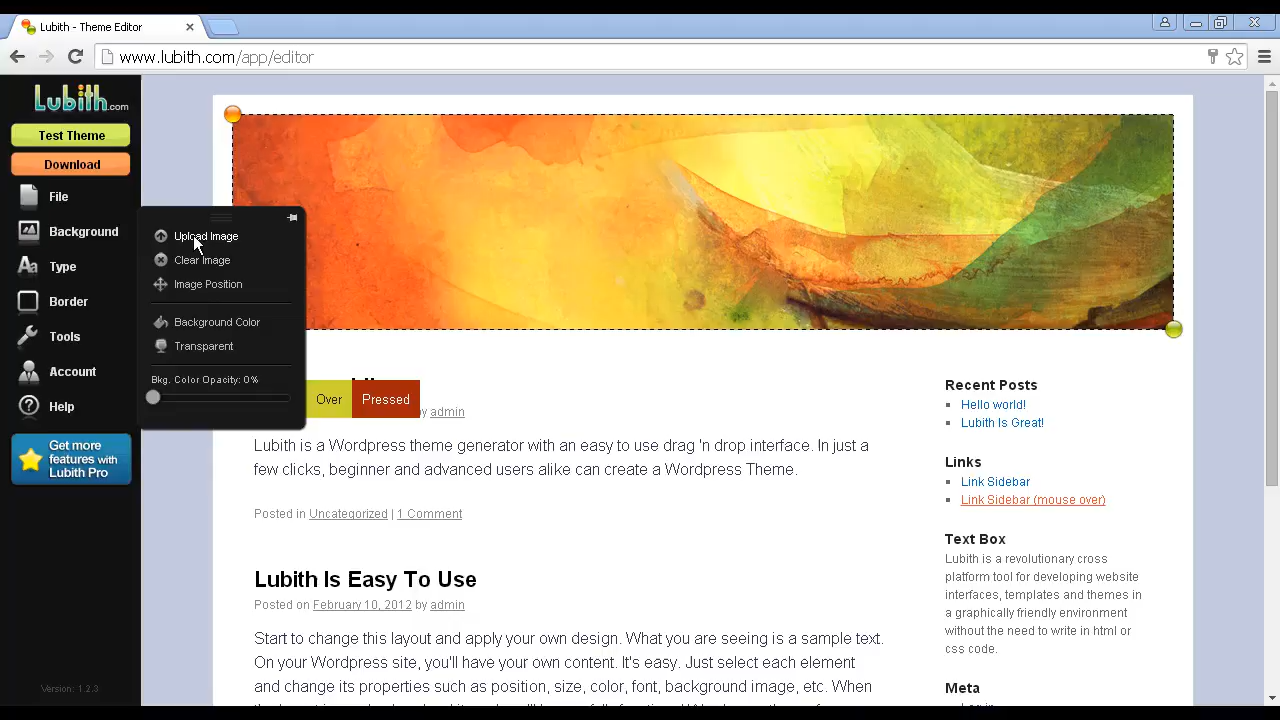 Lubith - Theme Editor
www.lubith.com/app/editor
Lubith.com
Test Theme
Download
File
Background
Type
Border
Tools
Account
Help
Get more
features with
Lubith Pro
Version: 1.2.3
Upload Image
Clear Image
Image Position
Background Color
Transparent
Bkg. Color Opacity: 0%
Over
Pressed
by admin
Lubith is a Wordpress theme generator with an easy to use drag 'n drop interface. In just a
few clicks, beginner and advanced users alike can create a Wordpress Theme.
Posted in Uncategorized | 1 Comment
Lubith Is Easy To Use
Posted on February 10, 2012 by admin
Start to change this layout and apply your own design. What you are seeing is a sample text.
On your Wordpress site, you'll have your own content. It's easy. Just select each element
and change its properties such as position, size, color, font, background image, etc. When
Recent Posts
Hello world!
Lubith Is Great!
Links
Link Sidebar
Link Sidebar (mouse over)
Text Box
Lubith is a revolutionary cross
platform tool for developing website
interfaces, templates and themes in
a graphically friendly environment
without the need to write in html or
css code.
Meta